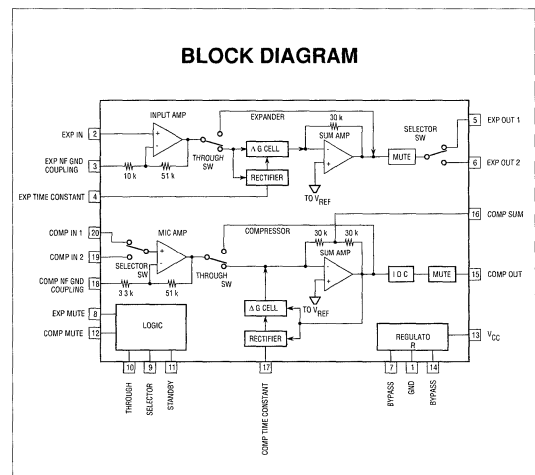 BLOCK DIAGRAM
INPUT AMP
EXPANDER
30 k
SUM AMP
SELECTOR
SW
5 EXP OUT 1
EXP IN 2
THROUGH
SW
Δ G CELL
MUTE
6 EXP OUT 2
EXP NF GND
COUPLING
3
10 k
51 k
RECTIFIER
TO VREF
EXP TIME CONSTANT 4
16 COMP SUM
COMP IN 1 20
MIC AMP
COMPRESSOR
30 k
30 k
SUM AMP
COMP IN 2 19
SELECTOR
SW
THROUGH
SW
I D C
MUTE
15 COMP OUT
COMP NF GND
COUPLING
18
3.3 k
51 k
Δ G CELL
TO VREF
EXP MUTE 8
LOGIC
COMP MUTE 12
RECTIFIER
REGULATO
R
13 VCC
10
9
11
17
7
1
14
THROUGH
SELECTOR
STANDBY
COMP TIME CONSTANT
BYPASS
GND
BYPASS